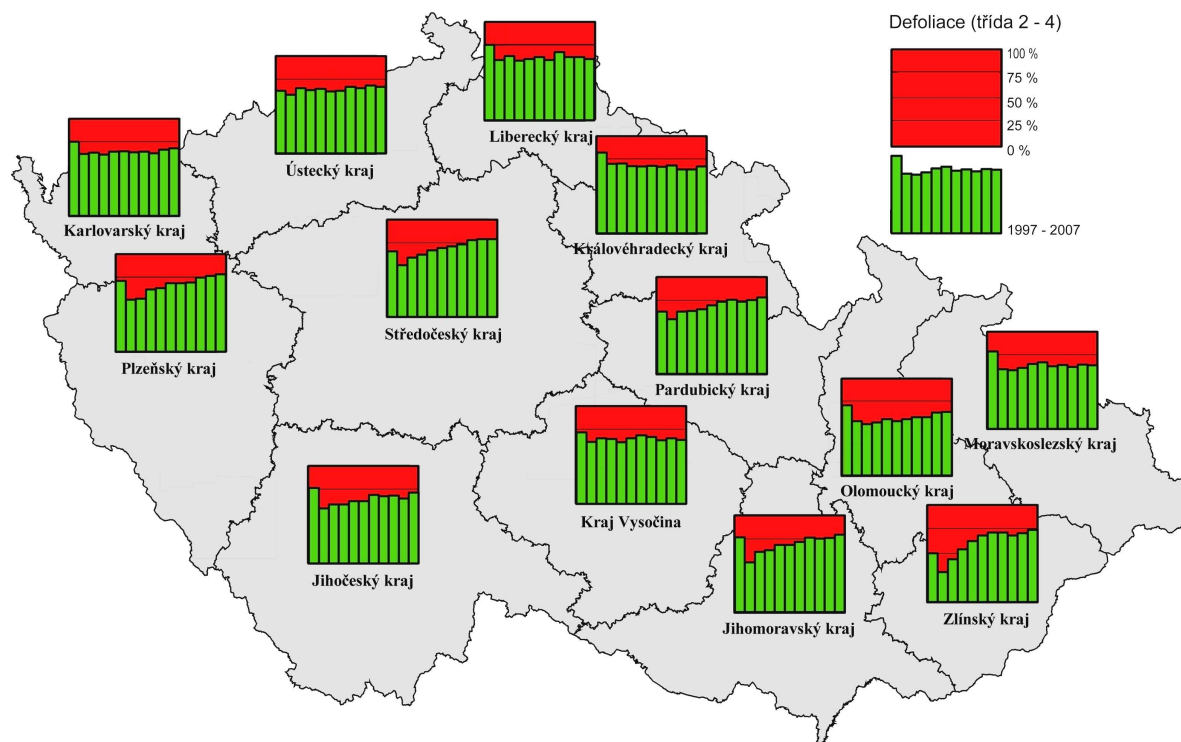 Defoliace (třída 2 - 4)
100 %
75 %
50 %
25 %
0 %
1997 - 2007
Liberecký kraj
Ústecký kraj
Karlovarský kraj
Královéhradecký kraj
Středočeský kraj
Plzeňský kraj
Pardubický kraj
Moravskoslezský kraj
Olomoucký kraj
Kraj Vysočina
Jihočeský kraj
Jihomoravský kraj
Zlínský kraj